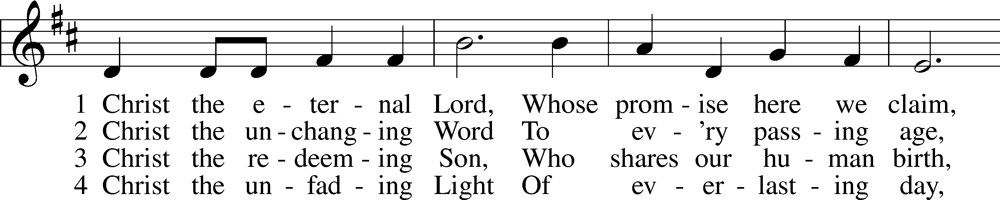 1 Christ the e - ter - nal Lord, Whose prom - ise here we claim,
2 Christ the un - chang - ing Word To ev - ’ry pass - ing age,
3 Christ the re - deem - ing Son, Who shares our hu - man birth,
4 Christ the un - fad - ing Light Of ev - er - last - ing day,